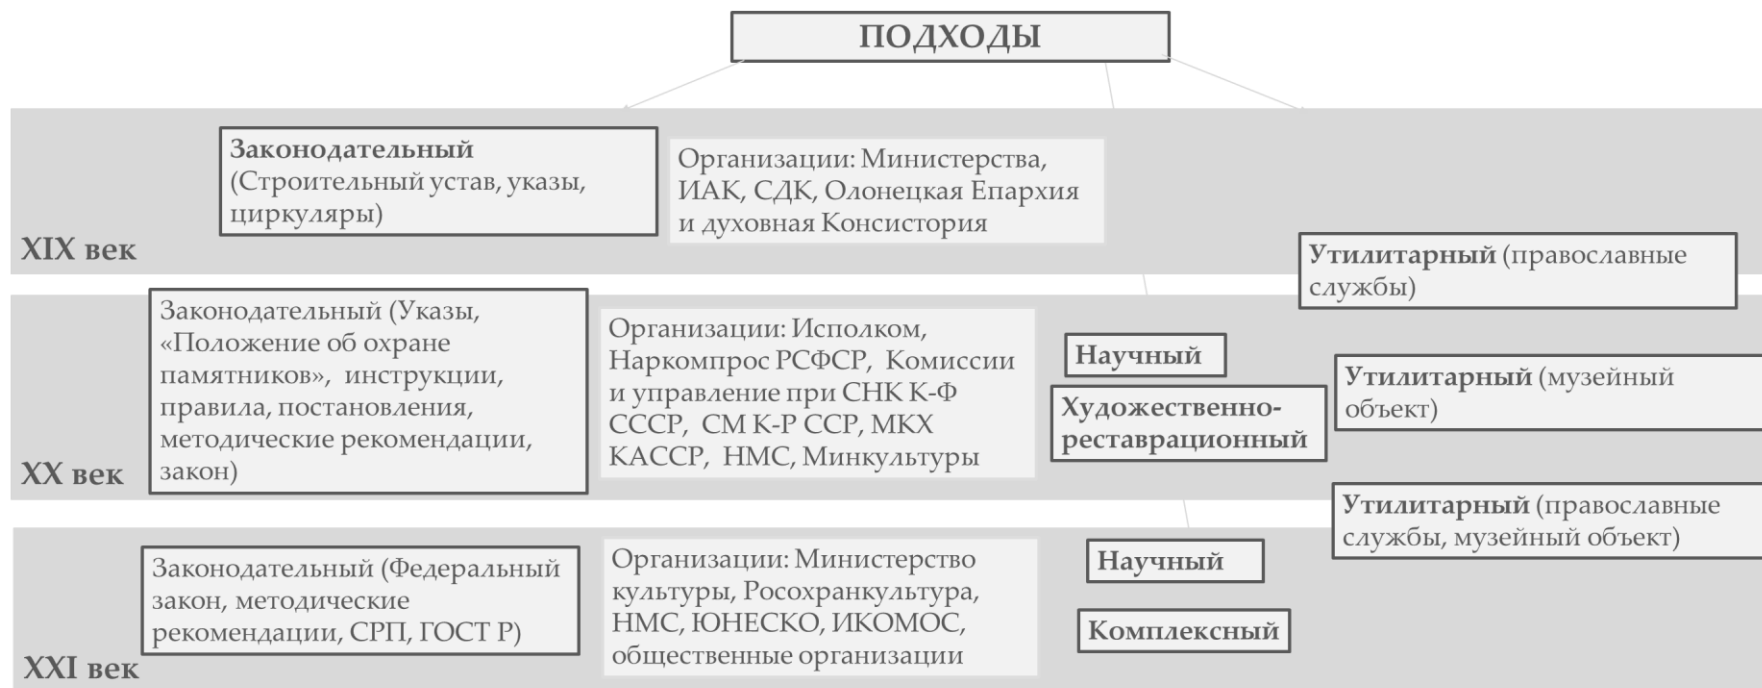 ПОДХОДЫ
Законодательный
(Строительный устав, указы,
циркуляры)
Организации: Министерства,
ИАК, СДК, Олонецкая Епархия
и духовная Консистория
XIX век
Утилитарный (православные
службы)
Законодательный (Указы,
«Положение об охране
памятников», инструкции,
правила, постановления,
методические рекомендации,
закон)
Организации: Исполком,
Наркомпрос РСФСР, Комиссии
и управление при СНК К-Ф
СССР, СМ К-Р ССР, МКХ
КАССР, НМС, Минкультуры
Научный
Художественно-
реставрационный
Утилитарный (музейный
объект)
XX век
Утилитарный (православные
службы, музейный объект)
Законодательный (Федеральный
закон, методические
рекомендации, СРП, ГОСТ Р)
Организации: Министерство
культуры, Росохранкультура,
НМС, ЮНЕСКО, ИКОМОС,
общественные организации
Научный
Комплексный
XXI век